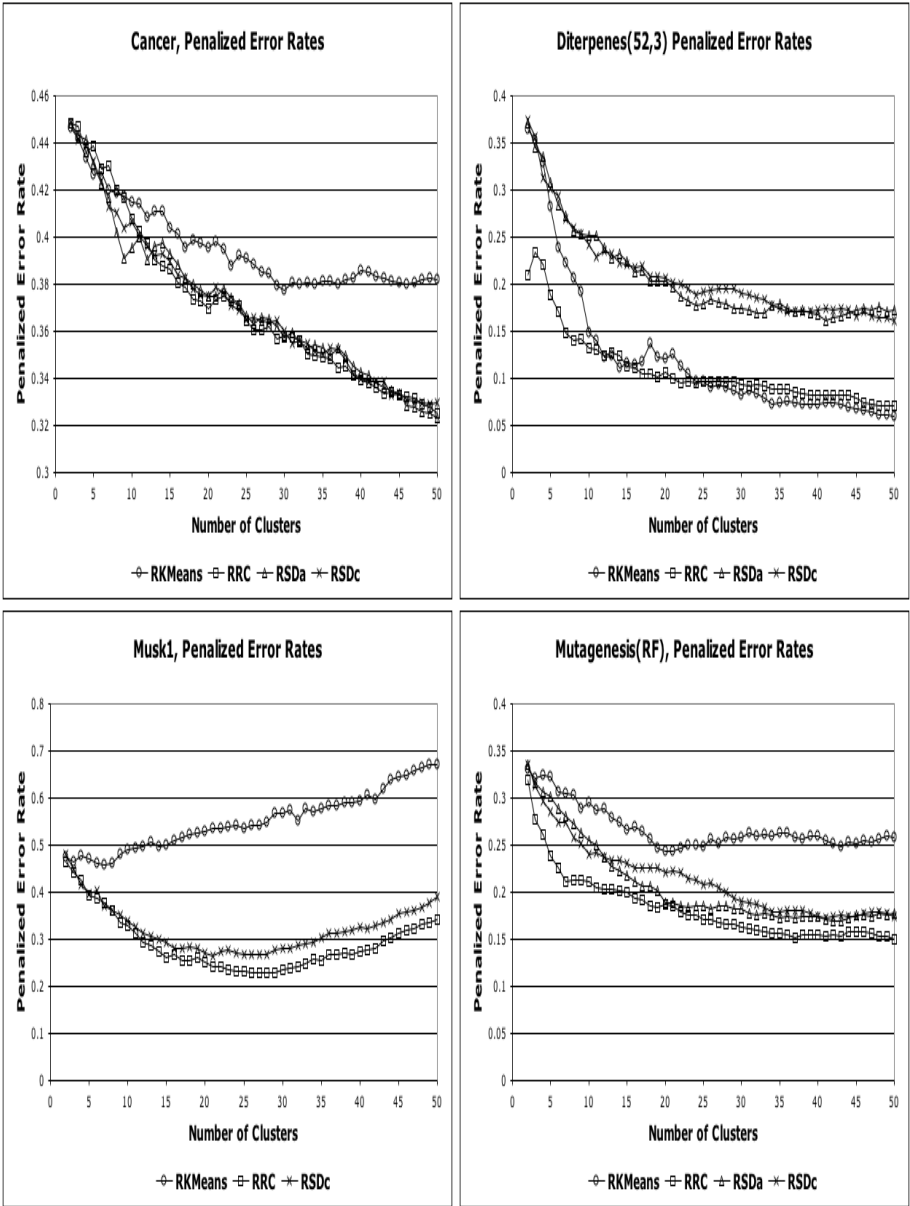 Cancer, Penalized Error Rates
Penalized Error Rate
0.46
0.44
0.42
0.4
0.38
0.36
0.34
0.32
0.3
0 5 10 15 20 25 30 35 40 45 50
Number of Clusters
RKMeans RRC RSDa RSDc
Diterpenes(52,3) Penalized Error Rates
Penalized Error Rate
0.4
0.35
0.3
0.25
0.2
0.15
0.1
0.05
0
0 5 10 15 20 25 30 35 40 45 50
Number of Clusters
RKMeans RRC RSDa RSDc
Musk1, Penalized Error Rates
Penalized Error Rate
0.8
0.7
0.6
0.5
0.4
0.3
0.2
0.1
0
0 5 10 15 20 25 30 35 40 45 50
Number of Clusters
RKMeans RRC RSDc
Mutagenesis(RF), Penalized Error Rates
Penalized Error Rate
0.4
0.35
0.3
0.25
0.2
0.15
0.1
0.05
0
0 5 10 15 20 25 30 35 40 45 50
Number of Clusters
RKMeans RRC RSDa RSDc